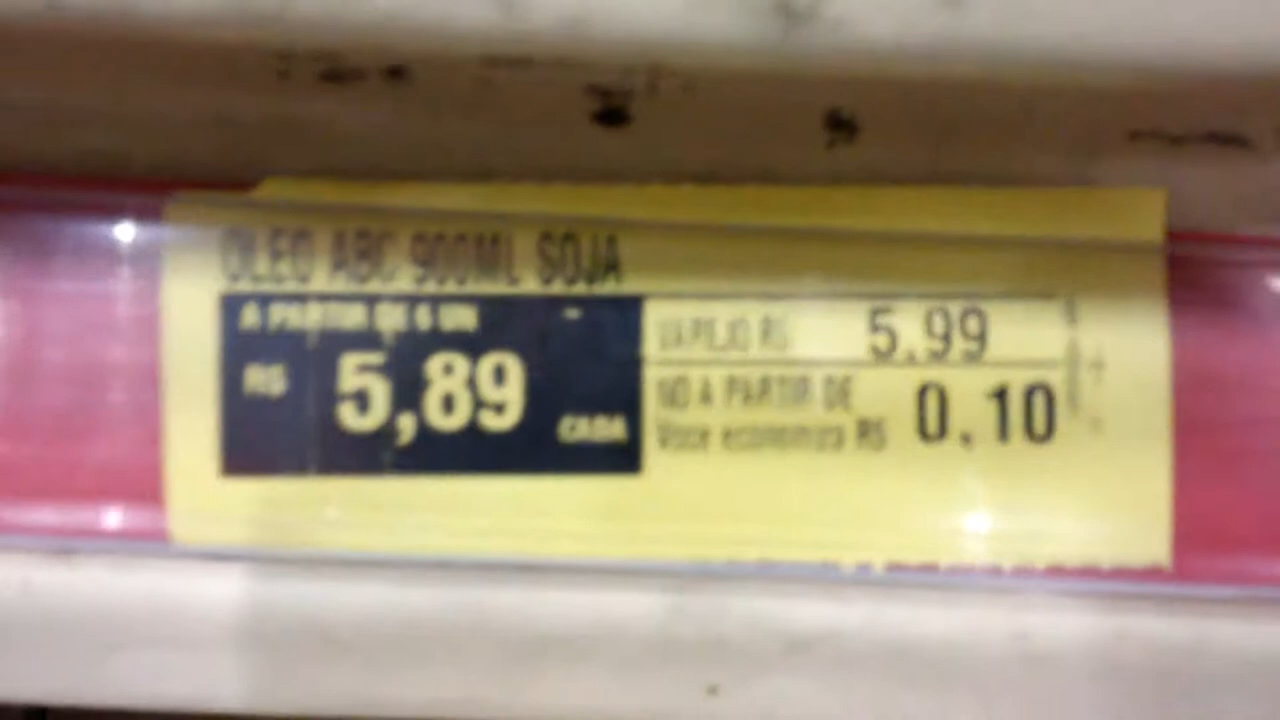 OLEO ABC 900ML SOJA
A PARTIR DE 6 UN
R$ 5,89 CADA
VAREJO R$ 5.99
NO A PARTIR DE
Voce economiza R$ 0.10